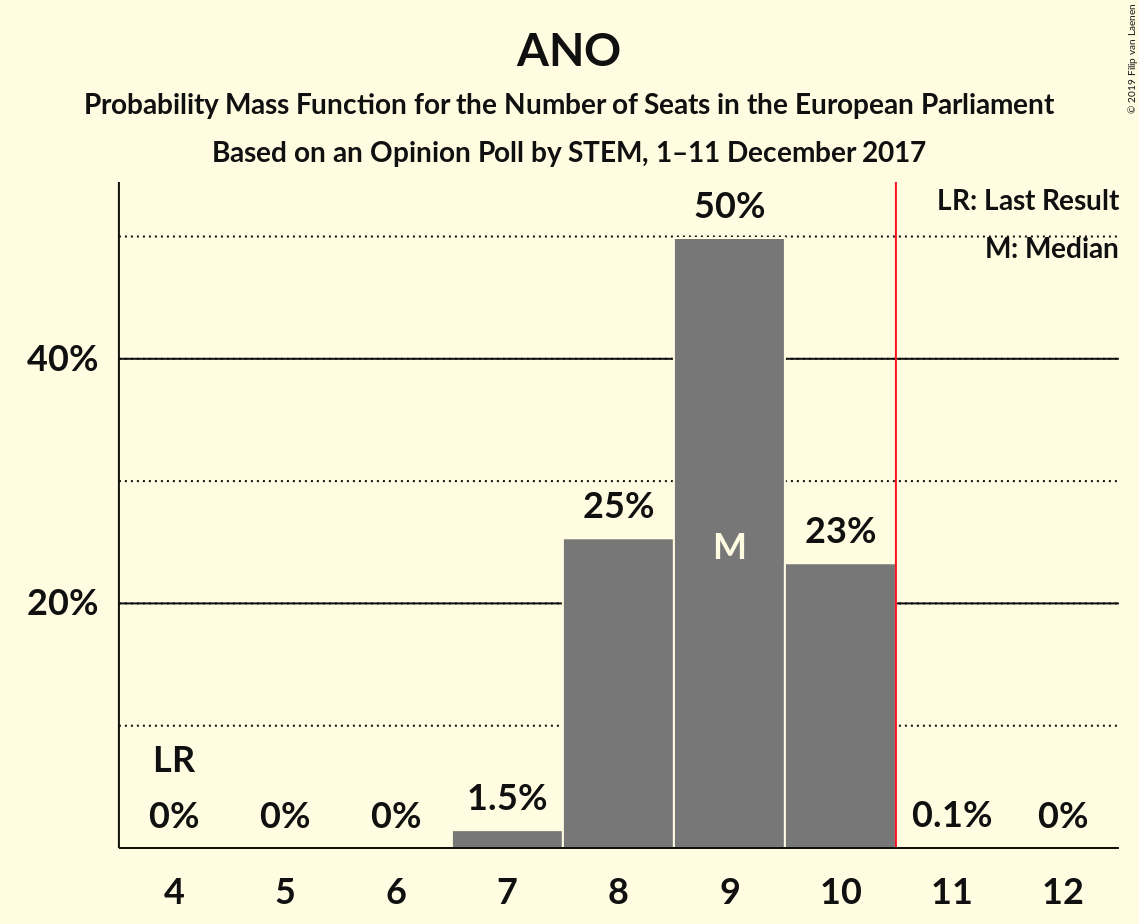 ANO
Probability Mass Function for the Number of Seats in the European Parliament
Based on an Opinion Poll by STEM, 1–11 December 2017
© 2019 Filip van Laenen
LR: Last Result
M: Median
50%
40%
25%
M
23%
20%
LR
0%
0%
0%
1.5%
0.1%
0%
4 5 6 7 8 9 10 11 12